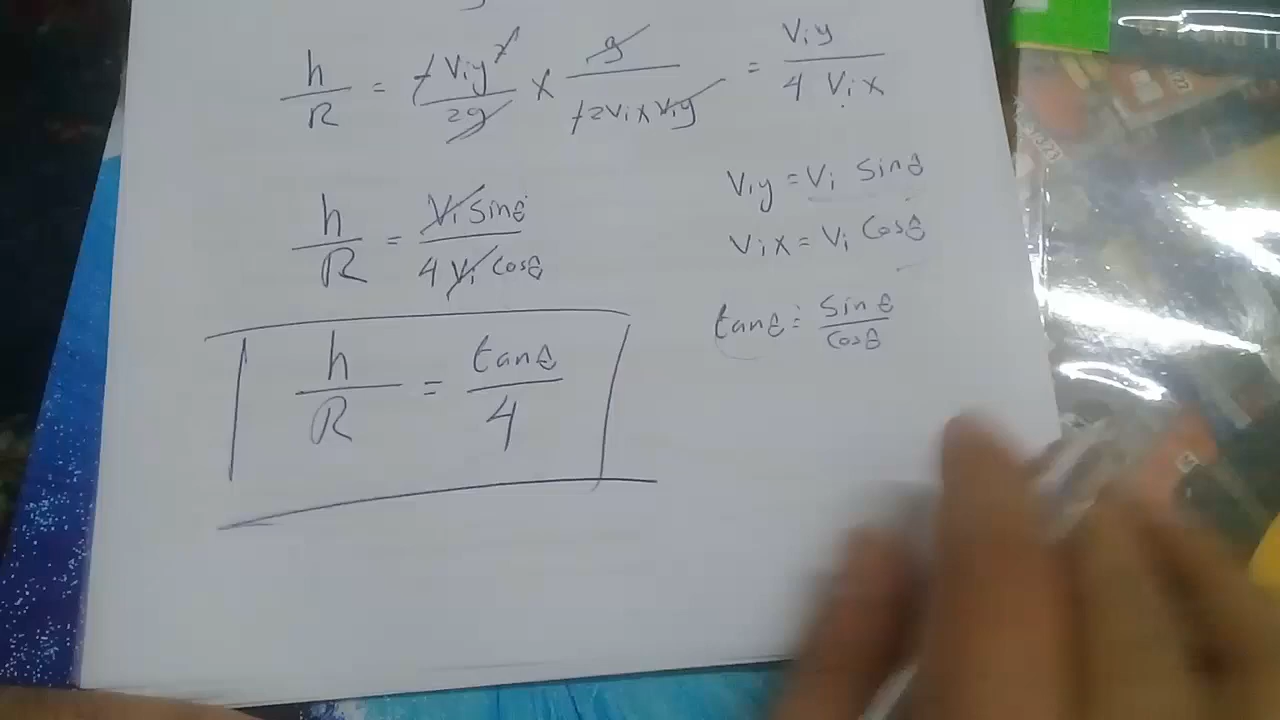 h/R = -Viy²/2g × g/-2Vix Viy = Viy/4 Vix
Viy = Vi sinθ
Vix = Vi cosθ
h/R = Vi sinθ/4 Vi cosθ
tanθ = sinθ/cosθ
h/R = tanθ/4